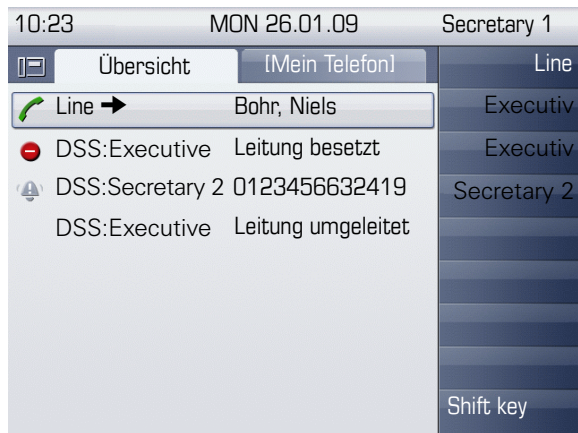 10:23 MON 26.01.09 Secretary 1
Übersicht [Mein Telefon] Line
Line → Bohr, Niels Executiv
DSS:Executive Leitung besetzt Executiv
DSS:Secretary 2 0123456632419 Secretary 2
DSS:Executive Leitung umgeleitet
Shift key